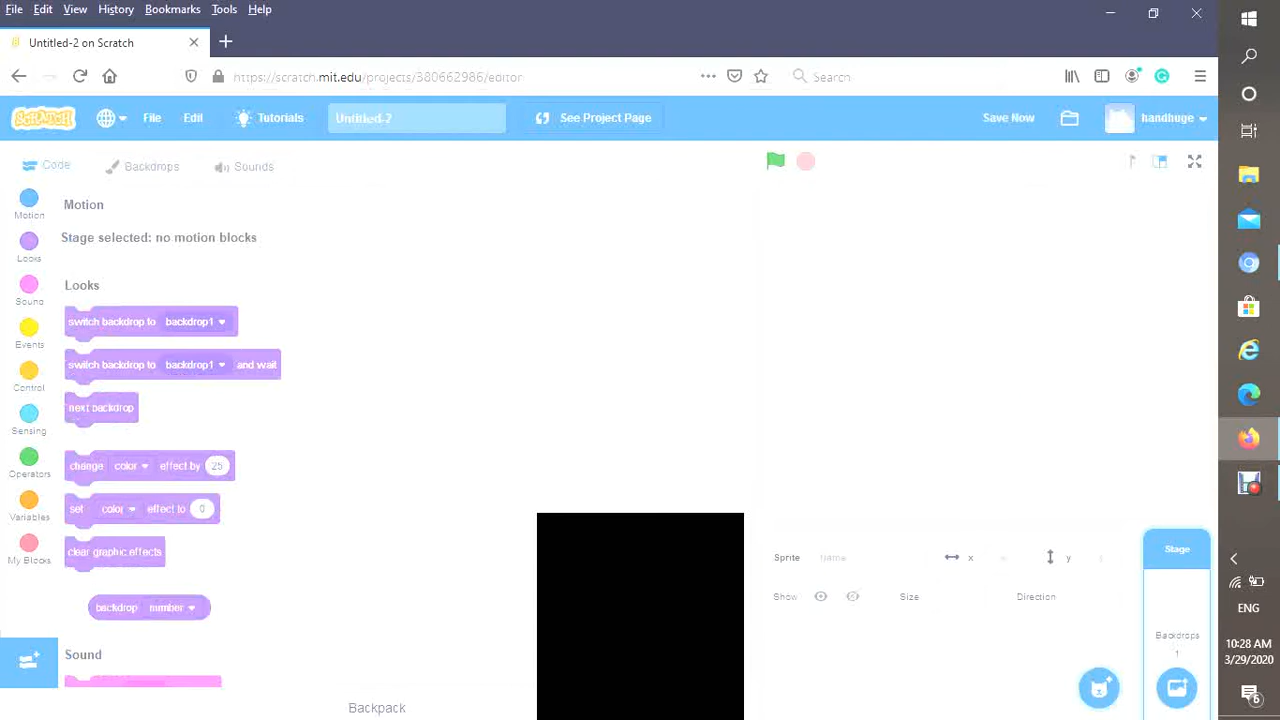 File Edit View History Bookmarks Tools Help
Untitled-2 on Scratch
https://scratch.mit.edu/projects/380662986/editor
Search
SCRATCH File Edit Tutorials Untitled-2 See Project Page Save Now handhuge
Code Backdrops Sounds
Motion
Looks
Sound
Events
Control
Sensing
Operators
Variables
My Blocks
Motion
Stage selected: no motion blocks
Looks
switch backdrop to backdrop1
switch backdrop to backdrop1 and wait
next backdrop
change color effect by 25
set color effect to 0
clear graphic effects
backdrop number
Sound
Backpack
Sprite Name x y
Show Size Direction
Stage
Backdrops
1
ENG
10:28 AM
3/29/2020
6